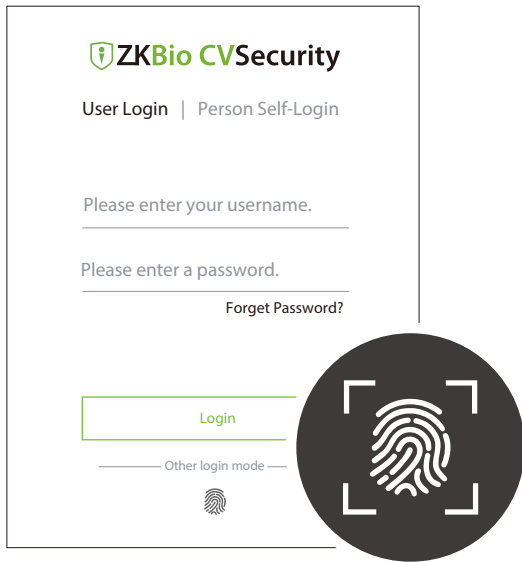 ZKBio CVSecurity
User Login | Person Self-Login
Please enter your username.
Please enter a password.
Forget Password?
Login
Other login mode